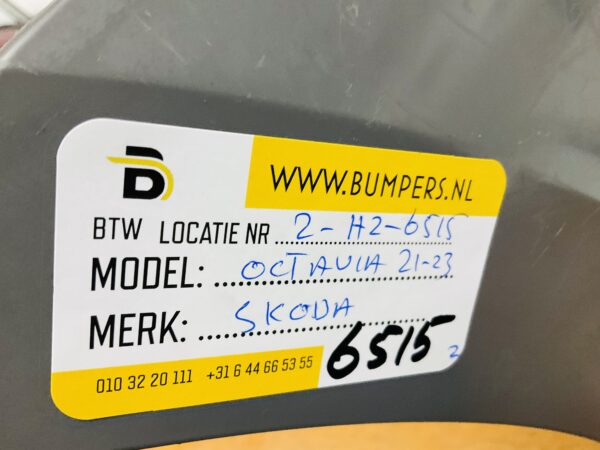 B
WWW.BUMPERS.NL
BTW LOCATIE NR 2-H2-6515
MODEL: OCTAVIA 21-23
MERK: SKODA
6515
2
010 32 20 111 +31 6 44 66 53 55